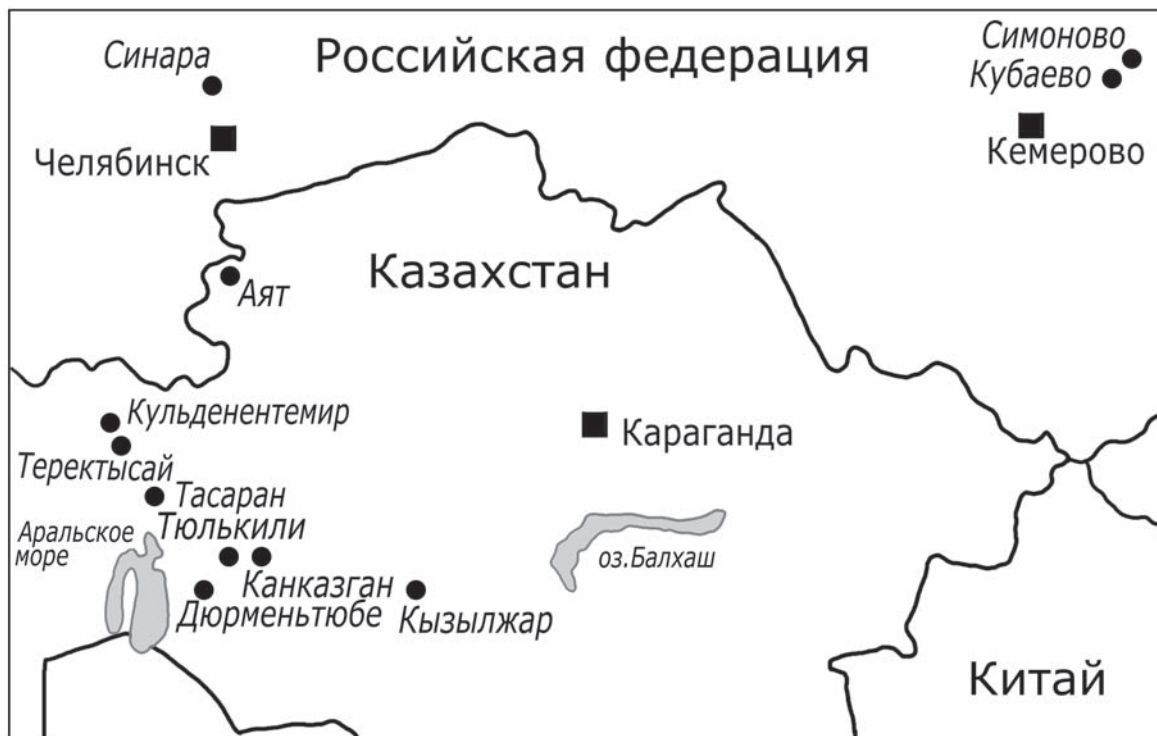 Синара
Российская федерация
Симоново
Кубаево
Челябинск
Кемерово
Казахстан
Аят
Кульденентемир
Караганда
Теректысай
Тасаран
Тюлькили
Аральское
море
оз.Балхаш
Канказган
Дюрменьтюбе
Кызылжар
Китай